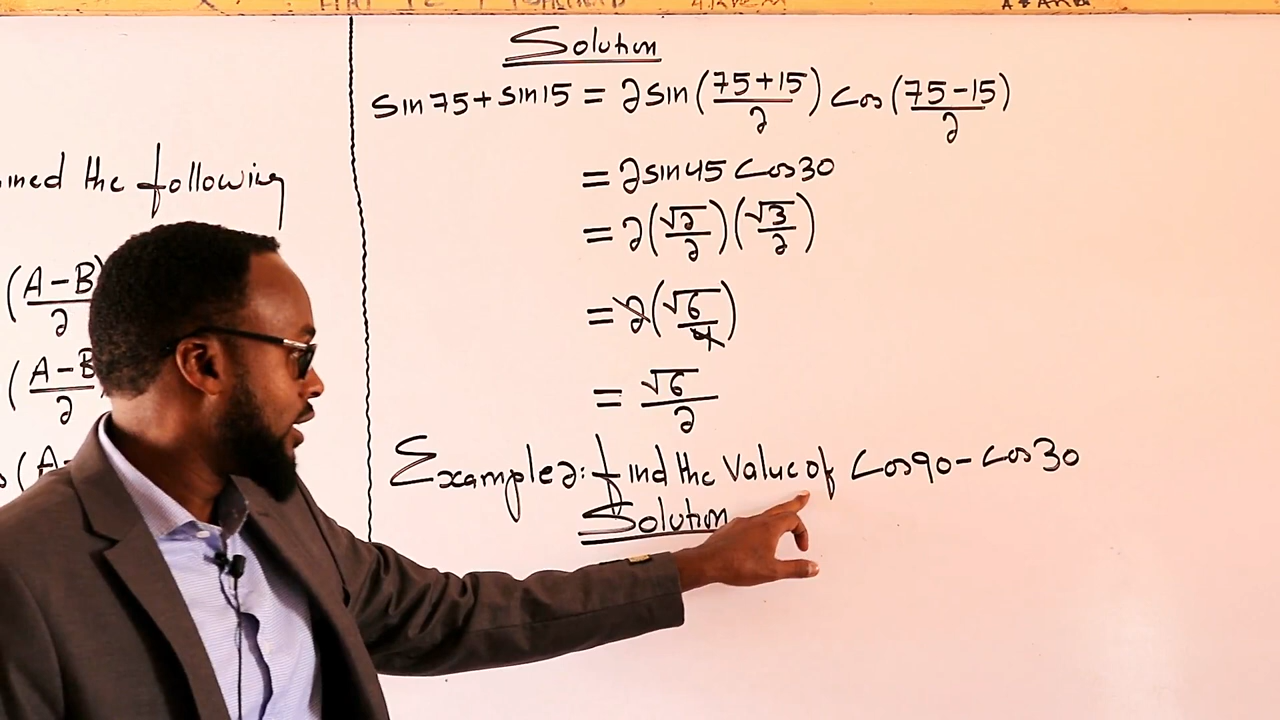 Solution
sin75+sin15 = 2sin(75+15/2) cos(75-15/2)
= 2sin45 cos30
= 2(√2/2)(√3/2)
= 2(√6/4)
= √6/2
Example2: find the value of cos90-cos30
Solution
the following
(A-B/2)
(A-B/2
(A-